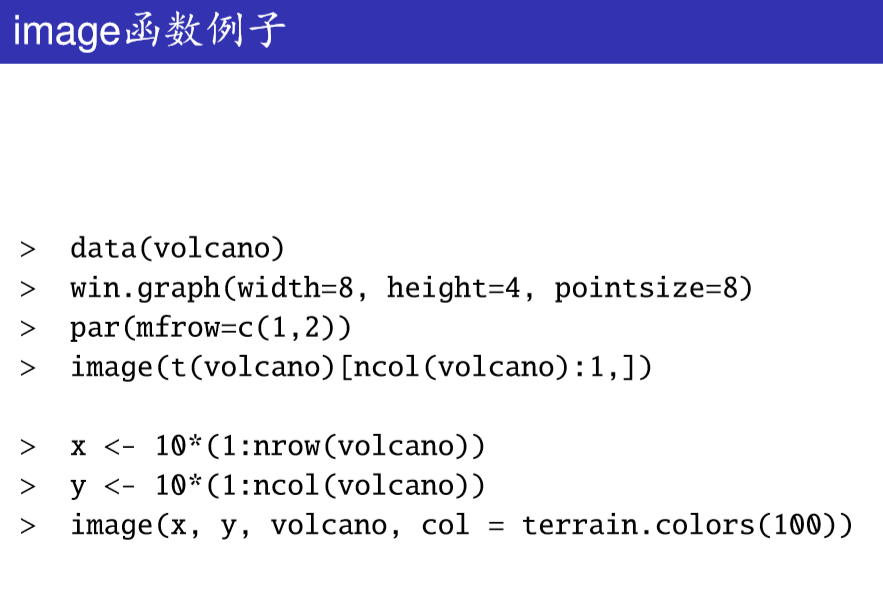 image函数例子
> data(volcano)
> win.graph(width=8, height=4, pointsize=8)
> par(mfrow=c(1,2))
> image(t(volcano)[ncol(volcano):1,])
> x <- 10*(1:nrow(volcano))
> y <- 10*(1:ncol(volcano))
> image(x, y, volcano, col = terrain.colors(100))